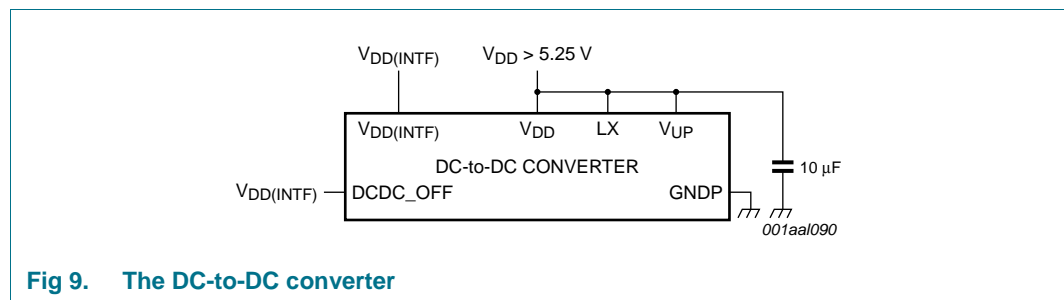 VDD(INTF) VDD > 5.25 V
VDD(INTF) VDD LX VUP
DC-to-DC CONVERTER
10 μF
VDD(INTF) DCDC_OFF GNDP
001aal090
Fig 9. The DC-to-DC converter